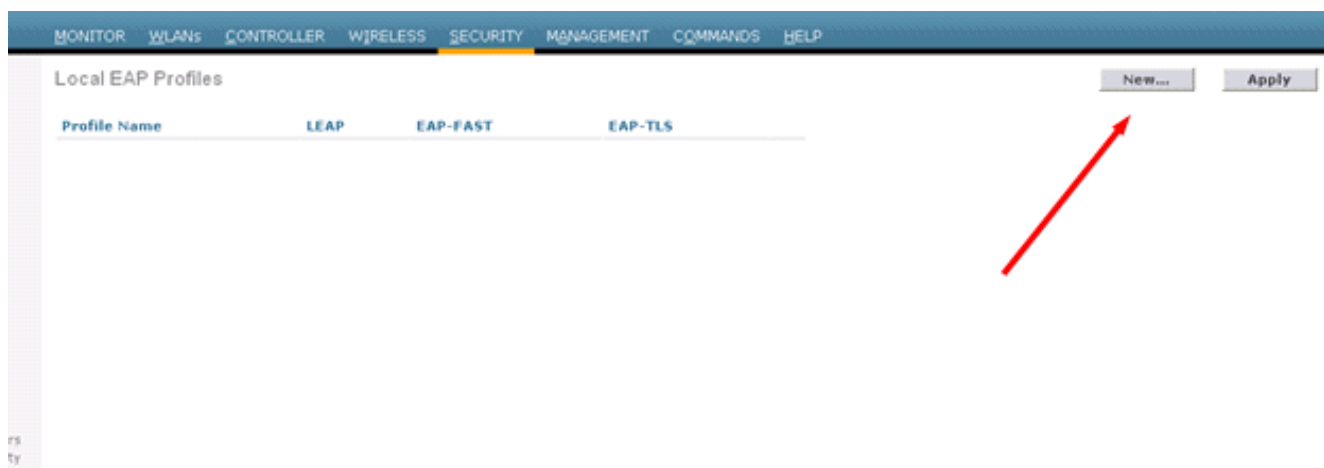 MONITOR WLANs CONTROLLER WIRELESS SECURITY MANAGEMENT COMMANDS HELP
Local EAP Profiles
New... Apply
Profile Name LEAP EAP-FAST EAP-TLS
rs
ty